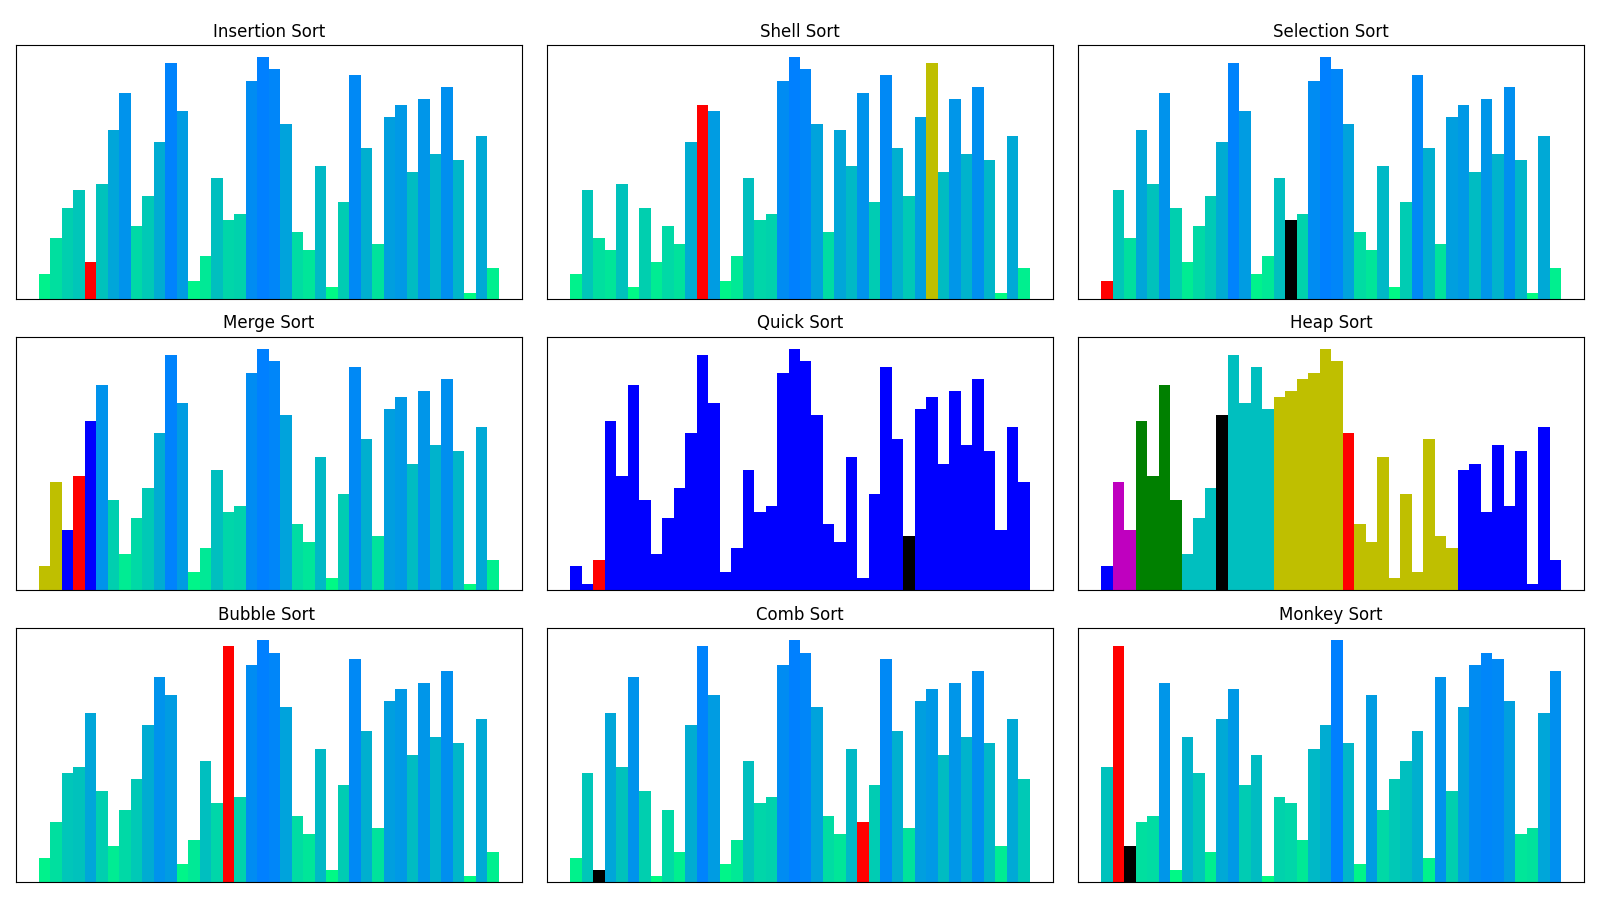 Insertion Sort
Shell Sort
Selection Sort
Merge Sort
Quick Sort
Heap Sort
Bubble Sort
Comb Sort
Monkey Sort